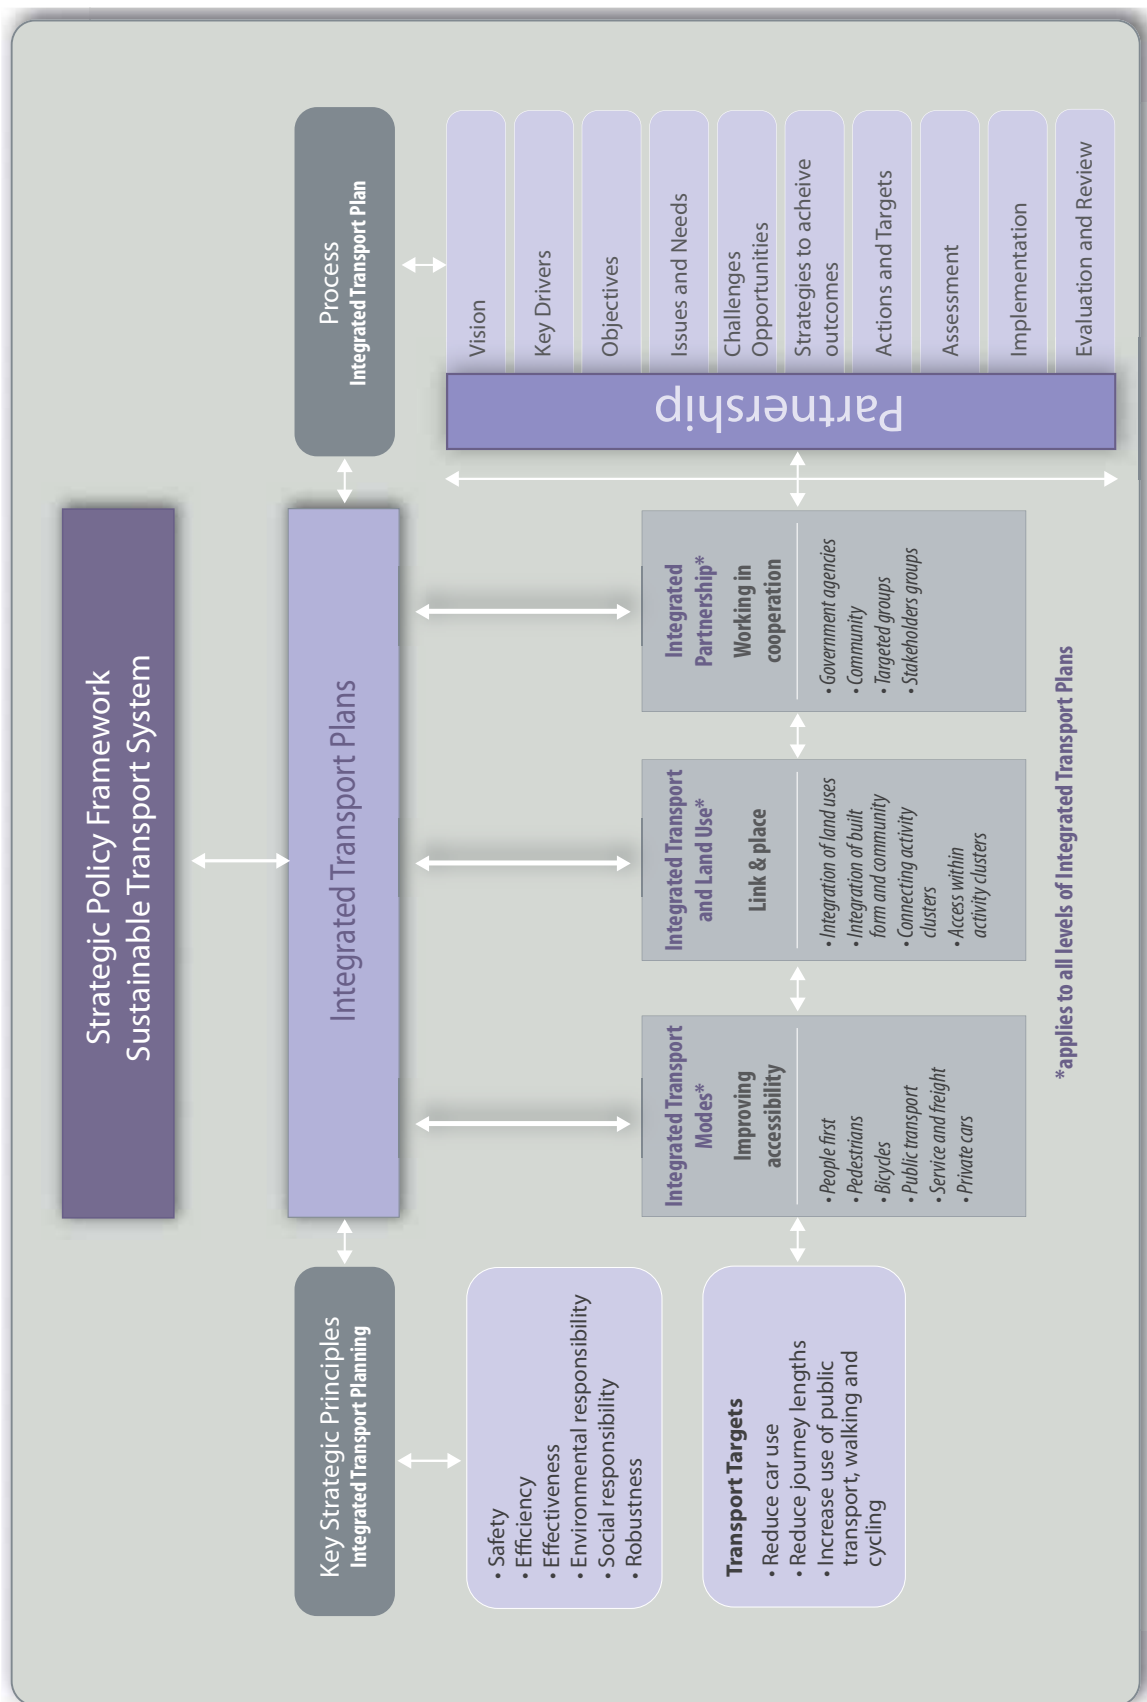 Strategic Policy Framework
Sustainable Transport System
Key Strategic Principles
Integrated Transport Planning
Integrated Transport Plans
Process
Integrated Transport Plan
• Safety
• Efficiency
• Effectiveness
• Environmental responsibility
• Social responsibility
• Robustness
Transport Targets
• Reduce car use
• Reduce journey lengths
• Increase use of public
transport, walking and
cycling
Integrated Transport
Modes*
Improving
accessibility
• People first
• Pedestrians
• Bicycles
• Public transport
• Service and freight
• Private cars
Integrated Transport
and Land Use*
Link & place
• Integration of land uses
• Integration of built
form and community
• Connecting activity
clusters
• Access within
activity clusters
Integrated
Partnership*
Working in
cooperation
• Government agencies
• Community
• Targeted groups
• Stakeholders groups
Partnership
Vision
Key Drivers
Objectives
Issues and Needs
Challenges
Opportunities
Strategies to acheive
outcomes
Actions and Targets
Assessment
Implementation
Evaluation and Review
*applies to all levels of Integrated Transport Plans